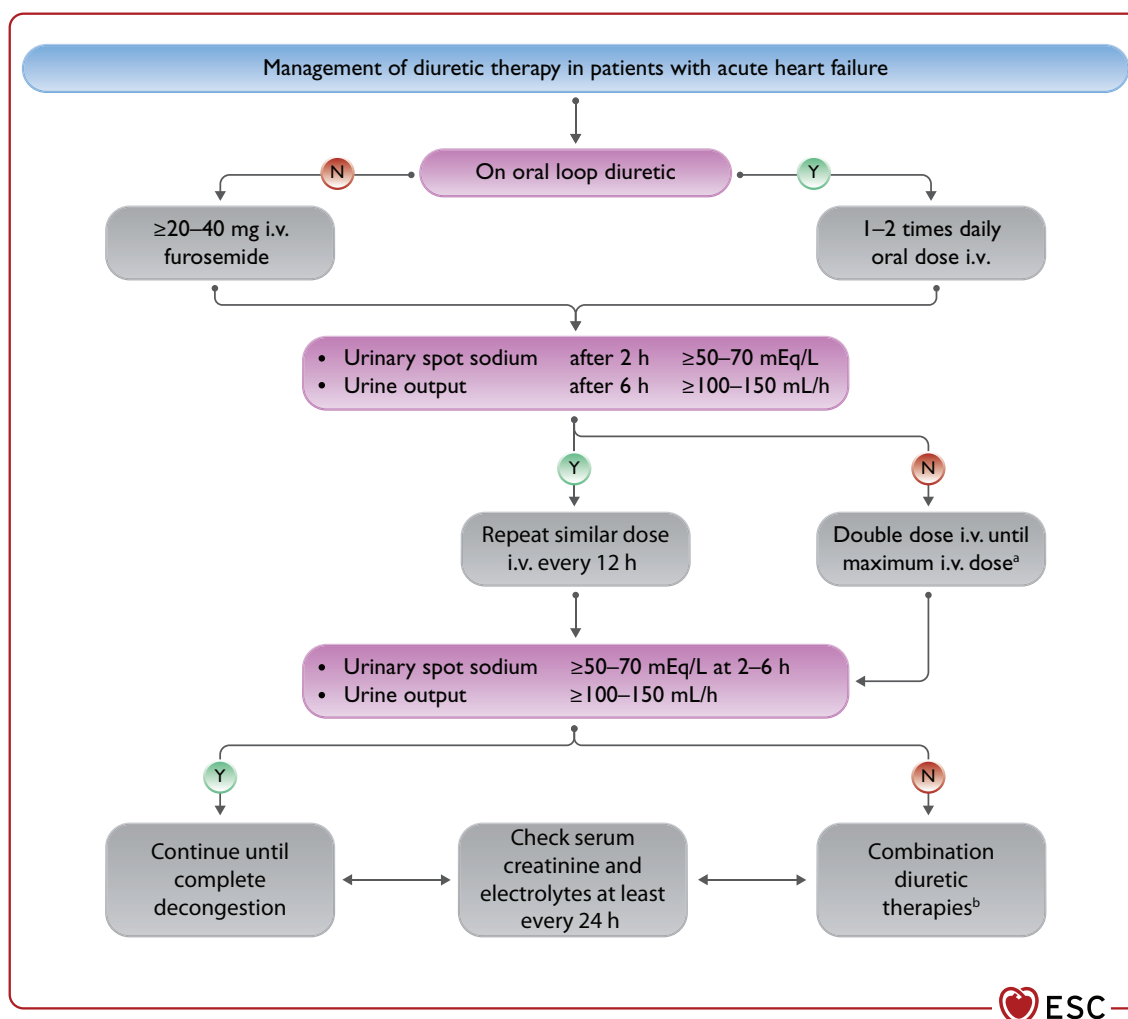 Management of diuretic therapy in patients with acute heart failure
N
On oral loop diuretic
Y
≥20–40 mg i.v.
furosemide
1–2 times daily
oral dose i.v.
• Urinary spot sodium after 2 h ≥50–70 mEq/L
• Urine output after 6 h ≥100–150 mL/h
Y
N
Repeat similar dose
i.v. every 12 h
Double dose i.v. until
maximum i.v. doseᵃ
• Urinary spot sodium ≥50–70 mEq/L at 2–6 h
• Urine output ≥100–150 mL/h
Y
N
Continue until
complete
decongestion
Check serum
creatinine and
electrolytes at least
every 24 h
Combination
diuretic
therapiesᵇ
ESC